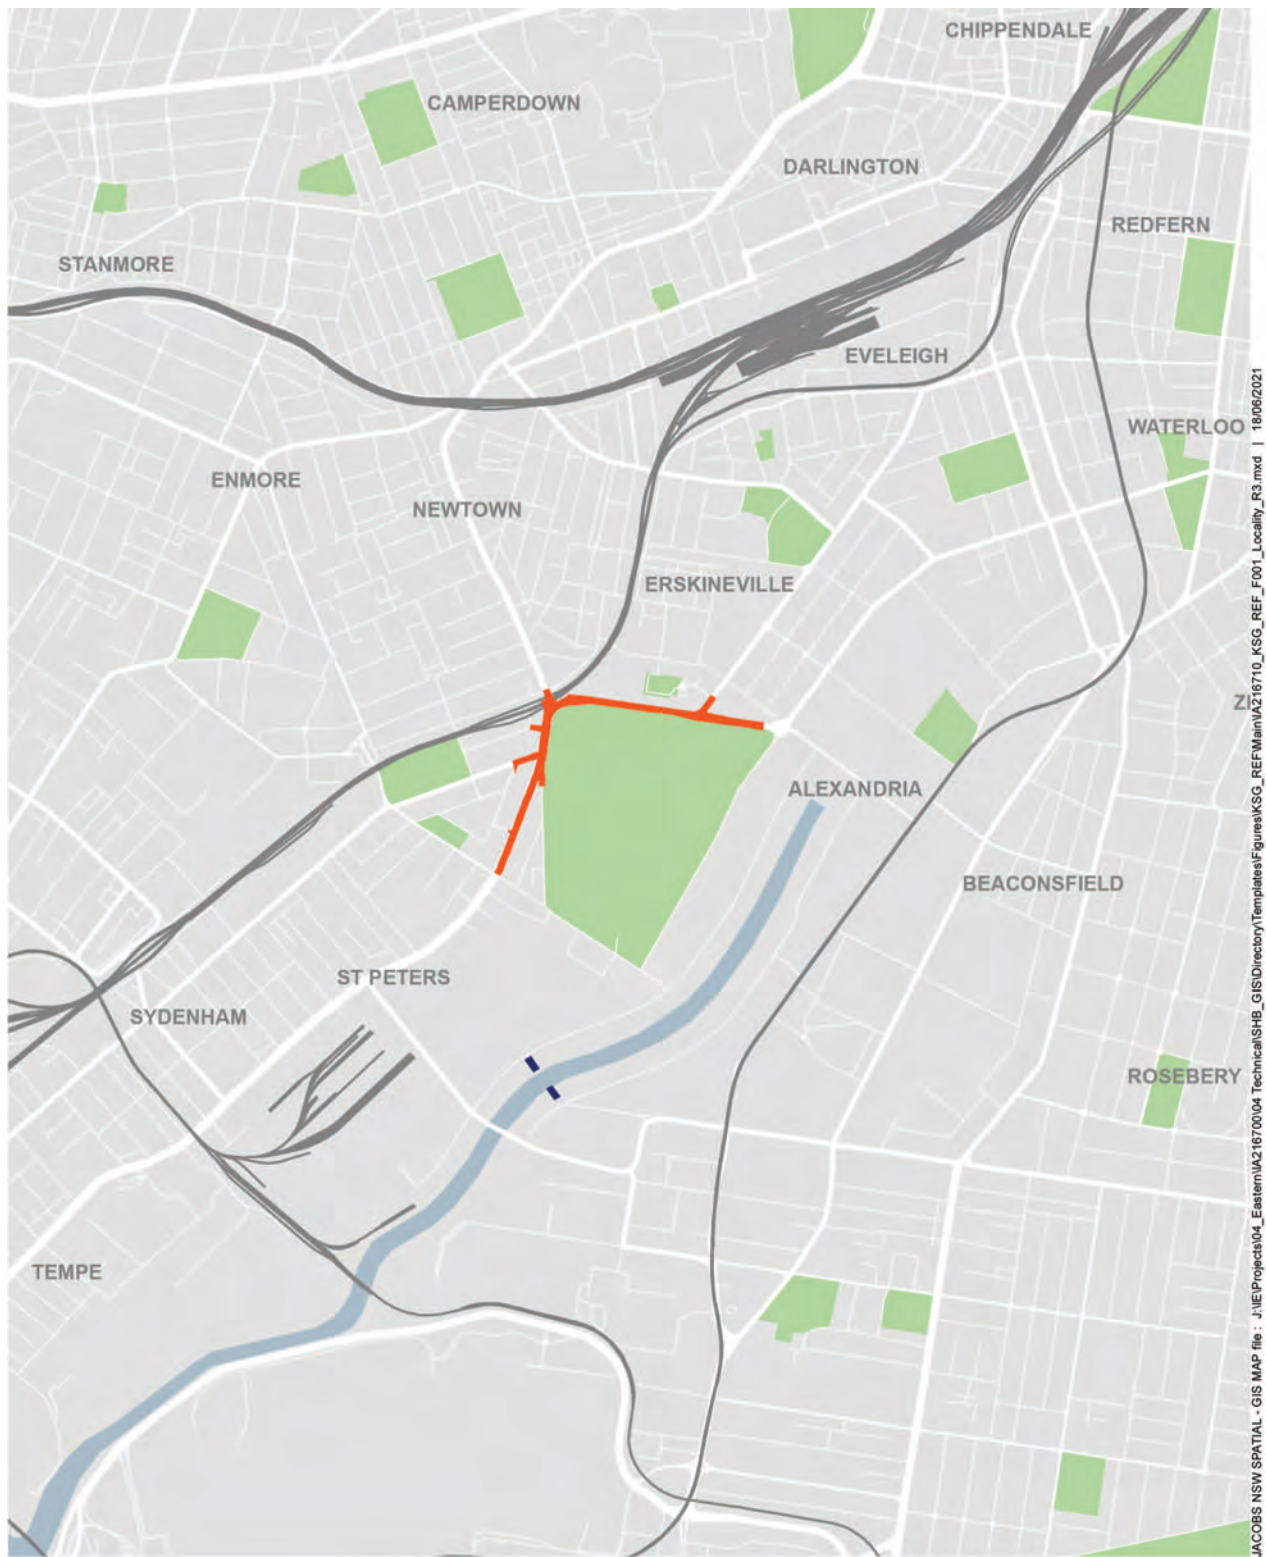 CHIPPENDALE
CAMPERDOWN
DARLINGTON
REDFERN
STANMORE
EVELEIGH
WATERLOO
ENMORE
NEWTOWN
ERSKINEVILLE
ZE
ALEXANDRIA
BEACONSFIELD
ST PETERS
SYDENHAM
ROSEBERY
TEMPE
JACOBS NSW SPATIAL - GIS MAP file : J:\IE\Projects\04_Eastern\IA216700\04 Technical\SHB_GIS\Directory\Templates\Figures\KSG_REF\Main\IA216710_KSG_REF_F001_Locality_R3.mxd | 18/06/2021